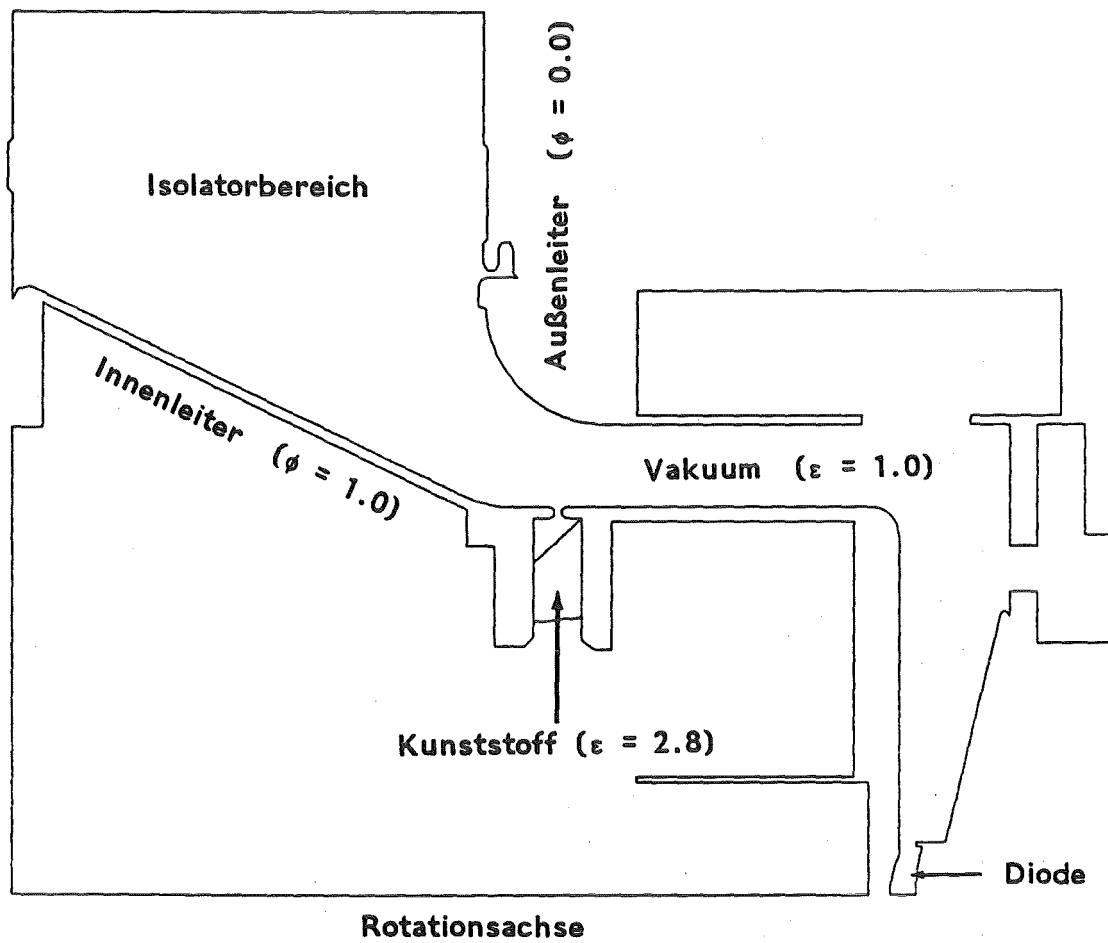 Isolatorbereich
Außenleiter (ϕ = 0.0)
Innenleiter (ϕ = 1.0)
Vakuum (ε = 1.0)
Kunststoff (ε = 2.8)
Diode
Rotationsachse